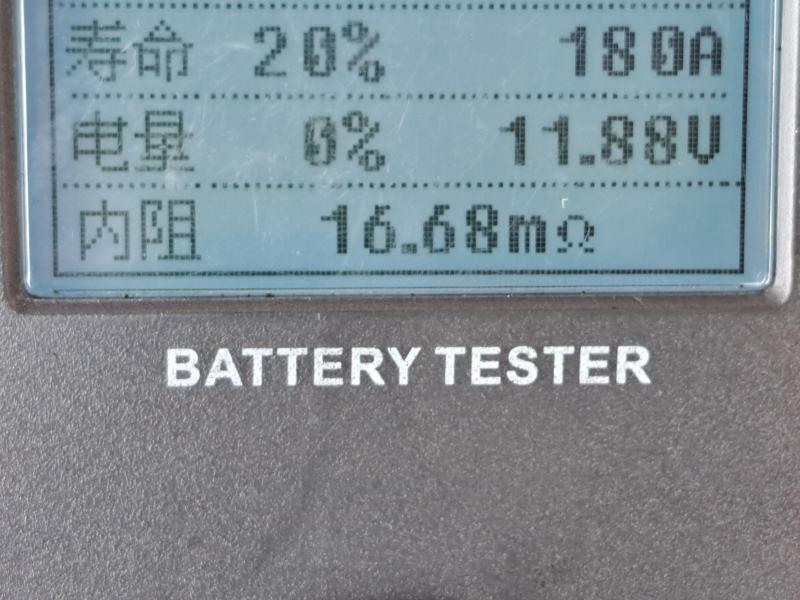 寿命 20% 180A
电量 0% 11.88V
内阻 16.68mΩ
BATTERY TESTER